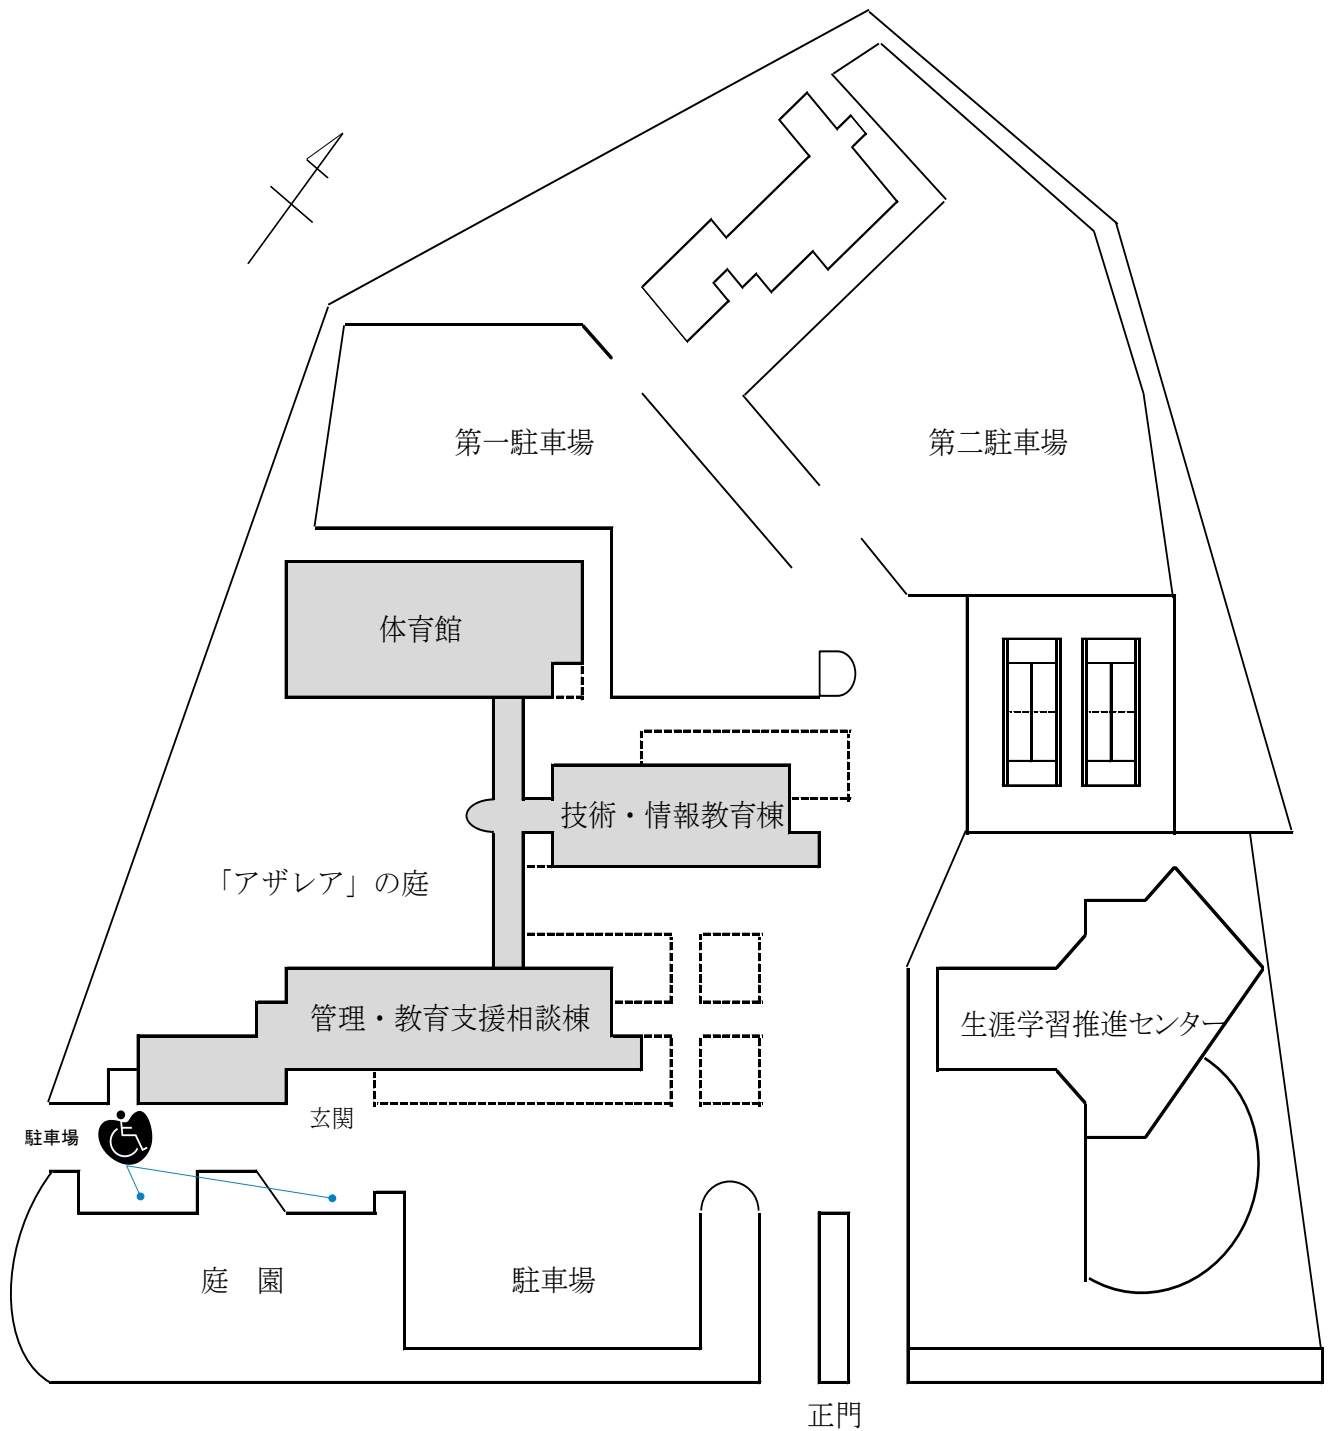 第一駐車場
第二駐車場
体育館
技術・情報教育棟
「アザレア」の庭
管理・教育支援相談棟
生涯学習推進センター
玄関
駐車場
庭　園
駐車場
正門